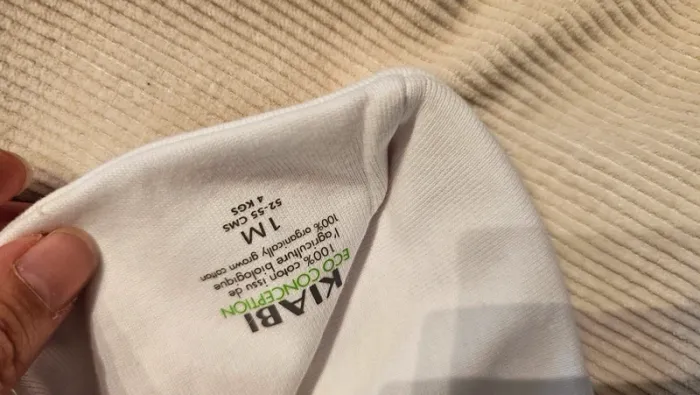 KIABI
ECO CONCEPTION
100% coton issu de
l'agriculture biologique
100% organically grown cotton
1M
52-55 CMS
4 KGS